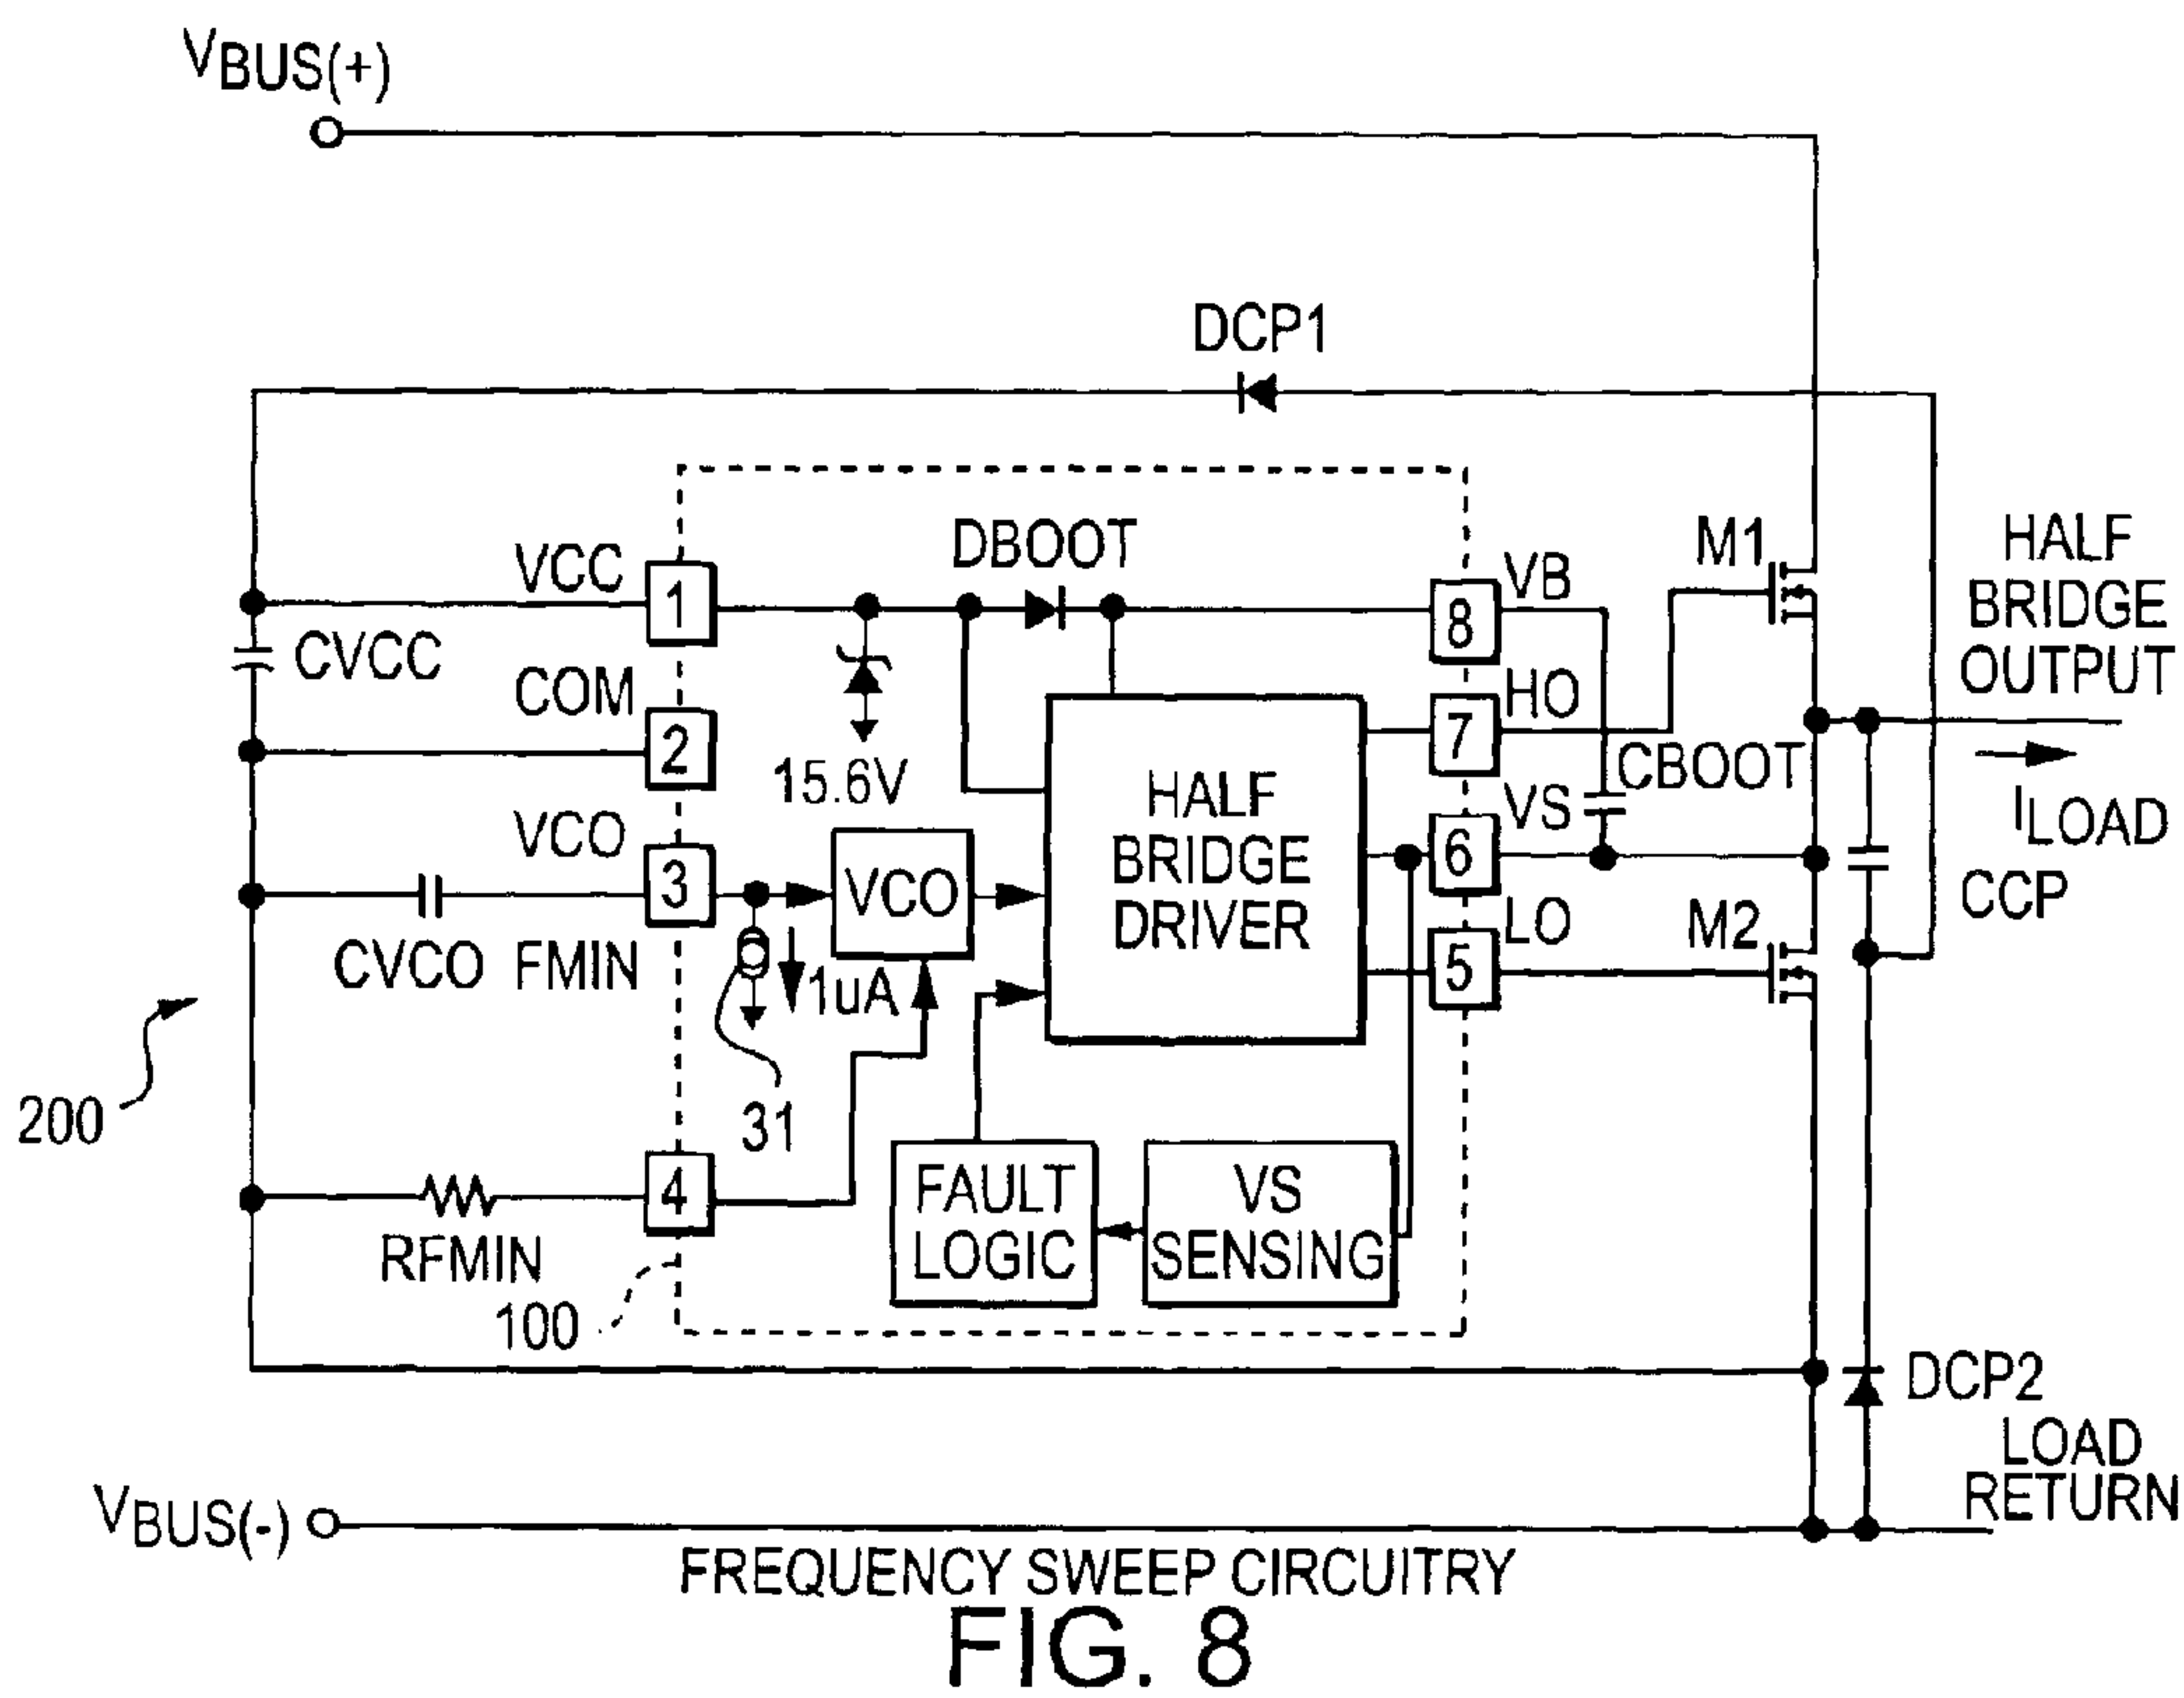 VBUS(+)
DCP1
DBOOT
VCC
1
CVCC
COM
2
15.6V
VCO
3
VCO
CVCO
FMIN
1uA
31
200
4
RFMIN
100
HALF
BRIDGE
DRIVER
FAULT
LOGIC
VS
SENSING
8
VB
7
HO
CBOOT
6
VS
5
LO
M1
M2
HALF
BRIDGE
OUTPUT
ILOAD
CCP
DCP2
LOAD
RETURN
VBUS(-)
FREQUENCY SWEEP CIRCUITRY
FIG. 8